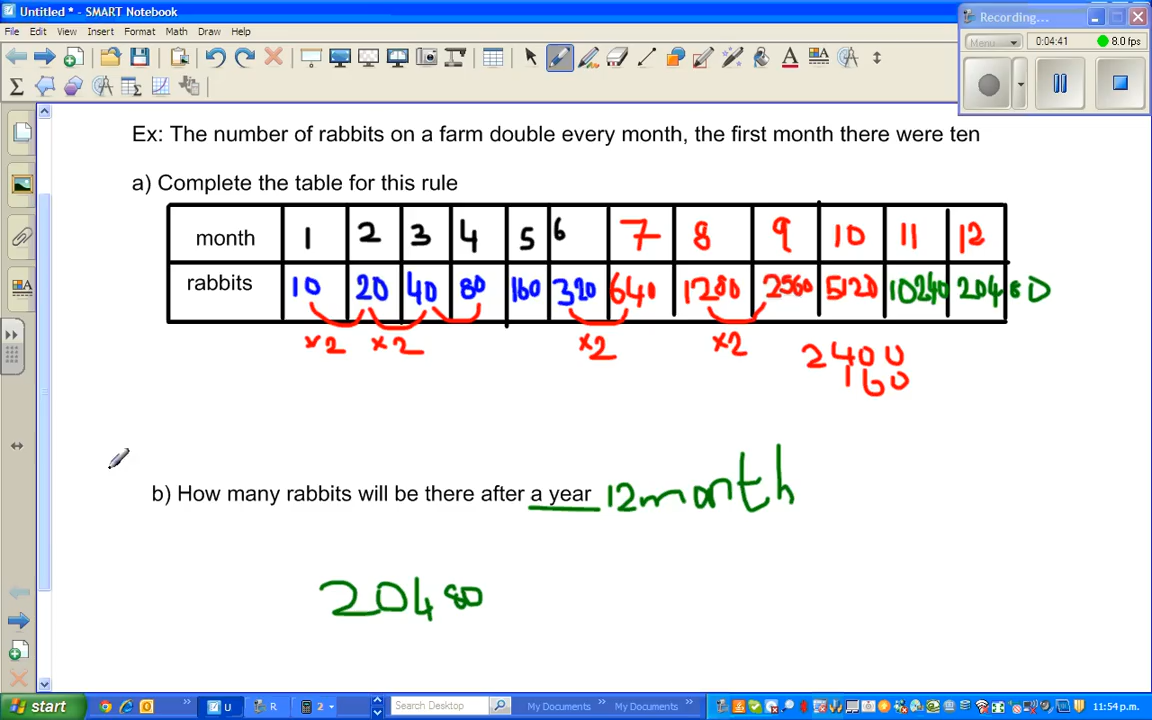 Untitled * - SMART Notebook
File Edit View Insert Format Math Draw Help
Recording...
Menu 00:04:41 8.0 fps
Ex: The number of rabbits on a farm double every month, the first month there were ten
a) Complete the table for this rule
month 1 2 3 4 5 6 7 8 9 10 11 12
rabbits 10 20 40 80 160 320 640 1280 2560 5120 10240 20480
×2 ×2 ×2 ×2
2400
160
b) How many rabbits will be there after a year 12month
20480
start U R 2 Search Desktop My Documents My Documents 11:54 p.m.